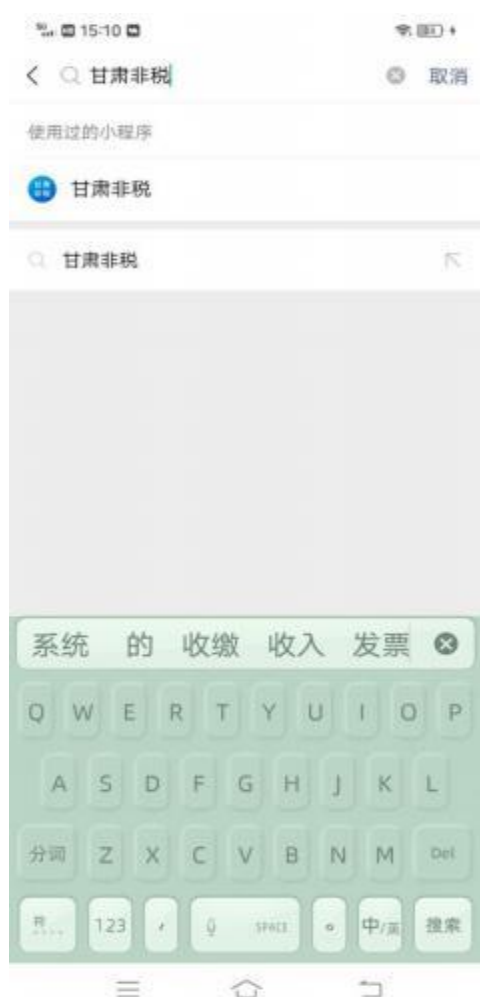 15:10
甘肃非税 取消
使用过的小程序
甘肃非税
甘肃非税
系统 的 收缴 收入 发票
Q W E R T Y U I O P
A S D F G H J K L
分词 Z X C V B N M Del
符 123 , SPACE 。 中/英 搜索